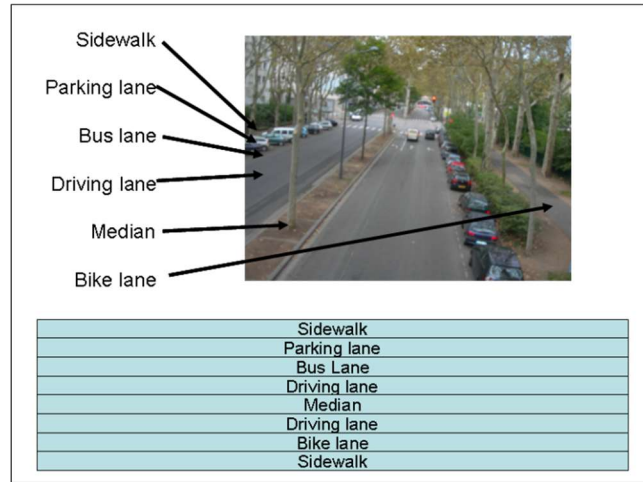 Sidewalk
Parking lane
Bus lane
Driving lane
Median
Bike lane
Sidewalk
Parking lane
Bus Lane
Driving lane
Median
Driving lane
Bike lane
Sidewalk